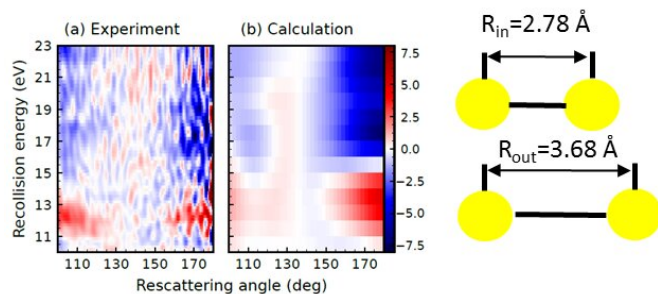 (a) Experiment
(b) Calculation
Recollision energy (eV)
23
21
19
17
15
13
11
110 130 150 170
110 130 150 170
Rescattering angle (deg)
7.5
5.0
2.5
0.0
−2.5
−5.0
−7.5
Rin=2.78 Å
Rout=3.68 Å